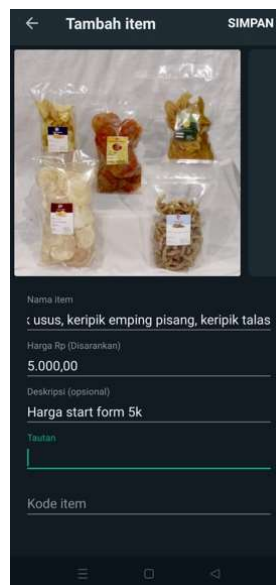 Tambah item
SIMPAN
Nama item
usus, keripik emping pisang, keripik talas
Harga Rp (Disarankan)
5.000,00
Deskripsi (opsional)
Harga start form 5k
Tautan
Kode item